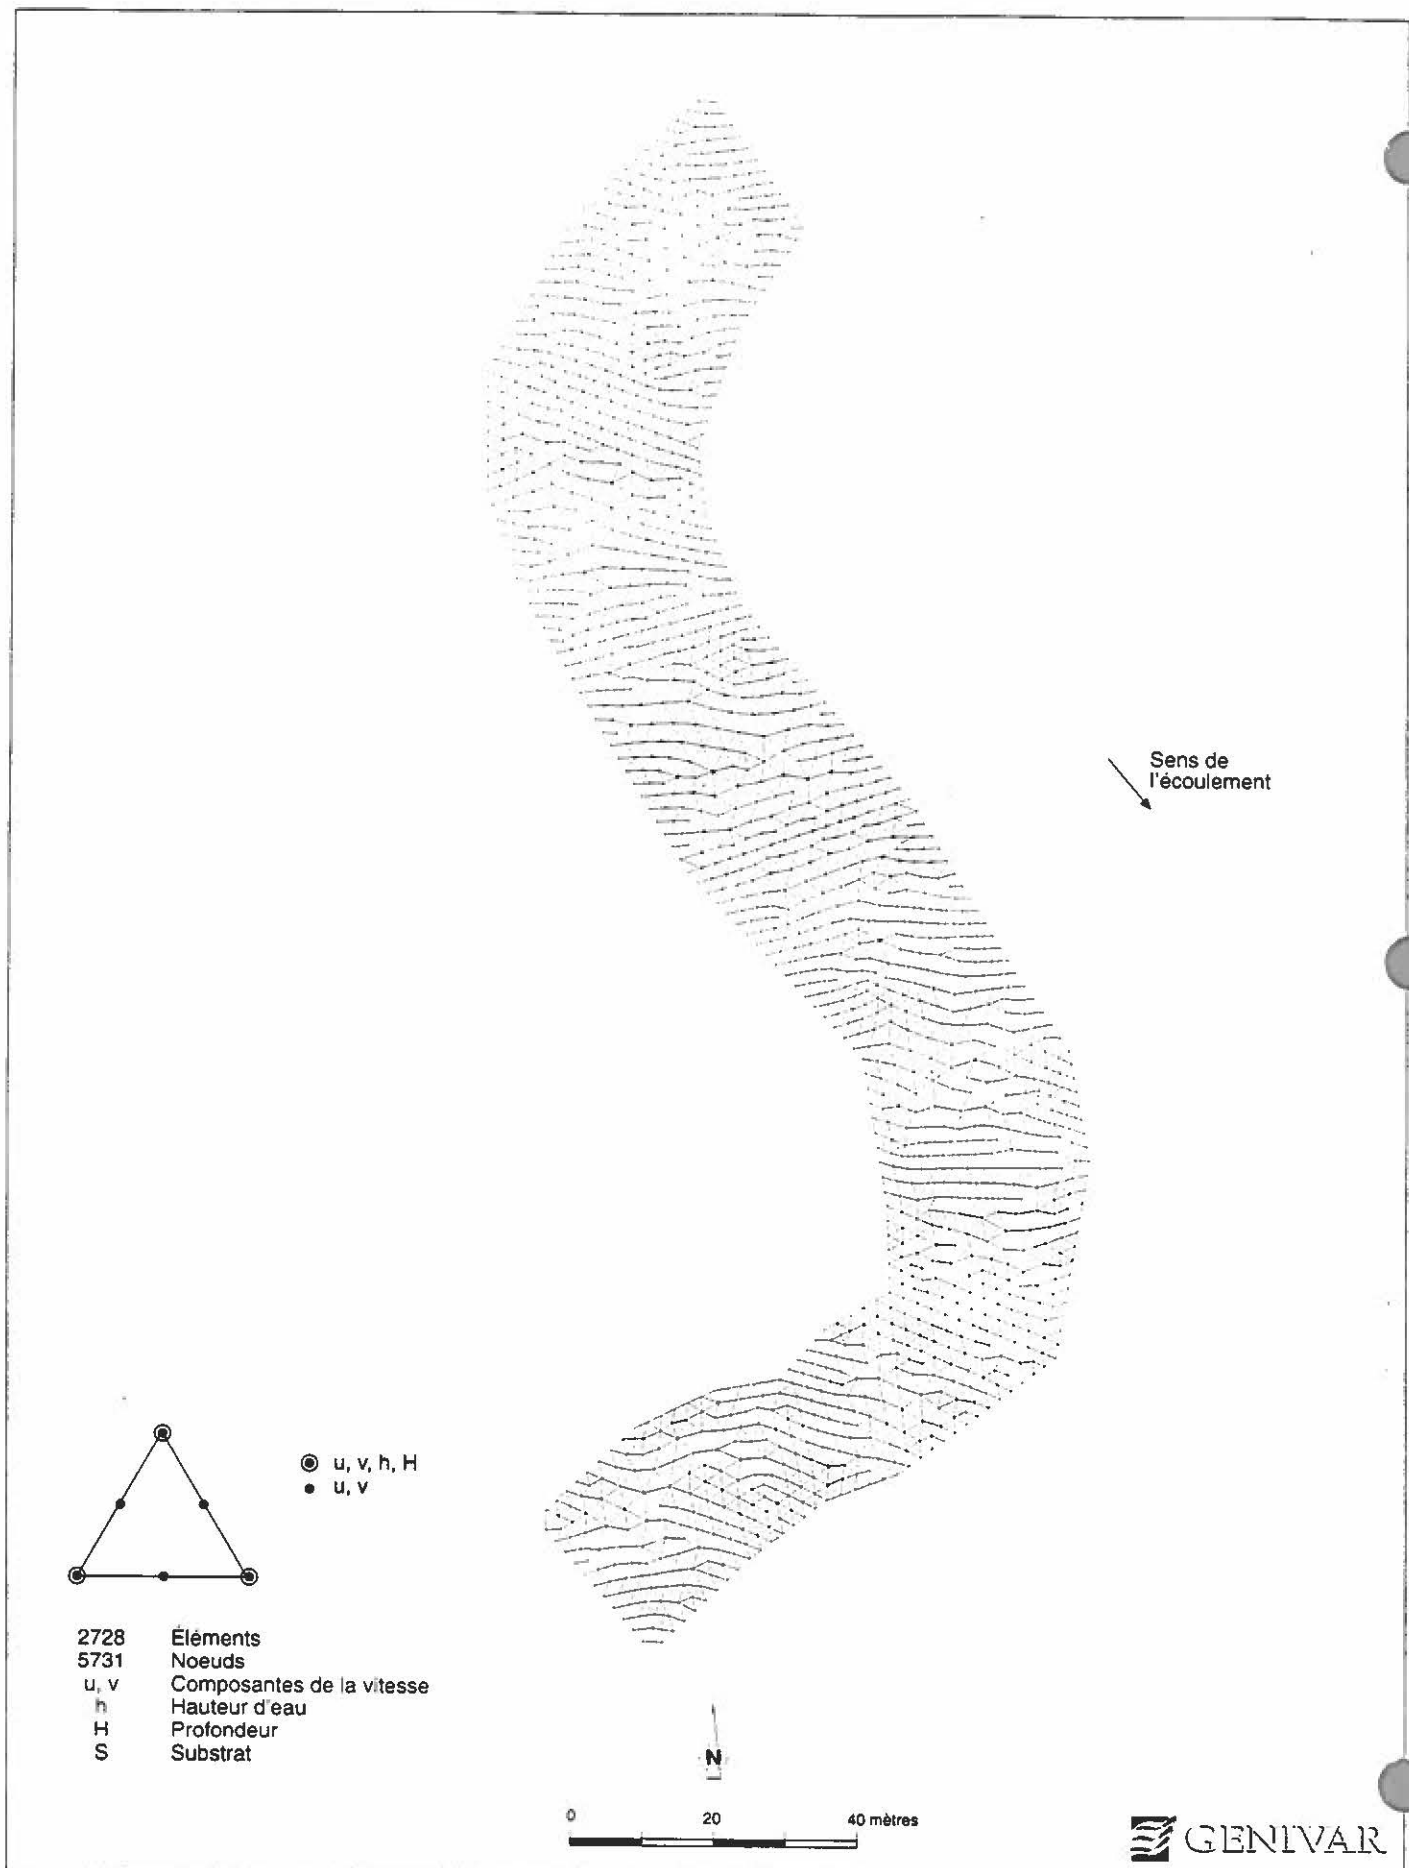 Sens de
l'écoulement
u, v, h, H
u, v
2728 Éléments
5731 Noeuds
u, v Composantes de la vitesse
h Hauteur d'eau
H Profondeur
S Substrat
N
0 20 40 mètres
GENIVAR